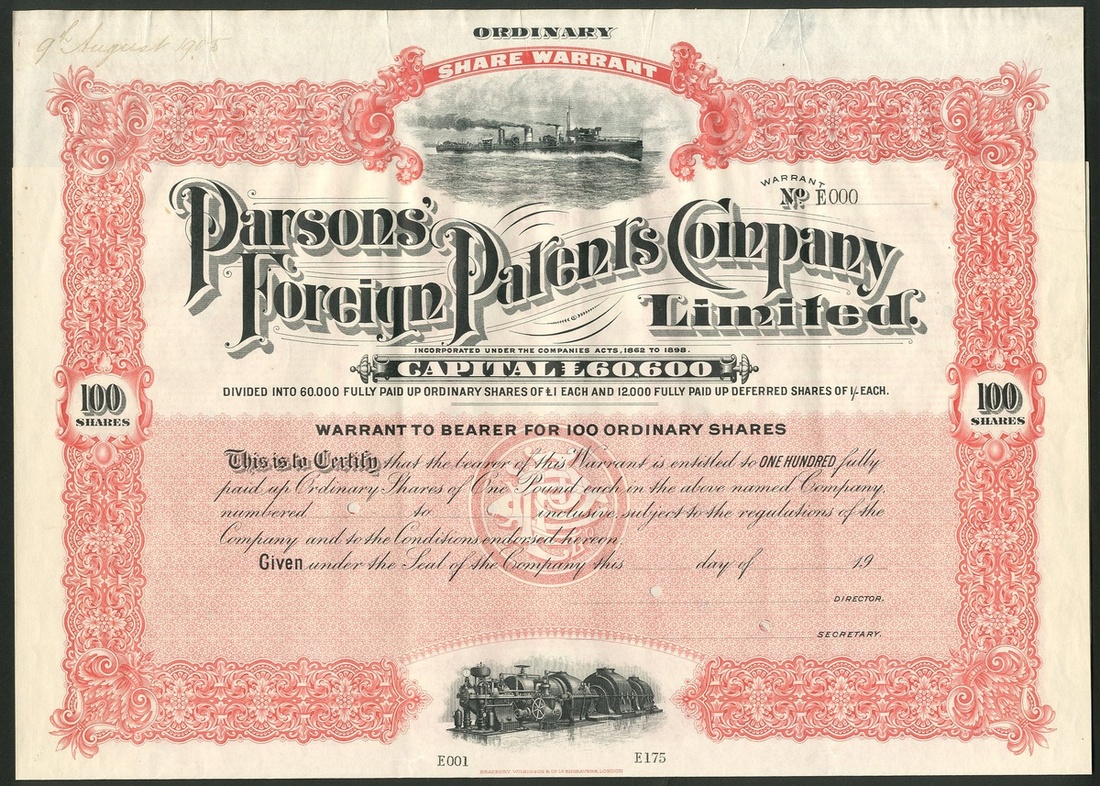 9th August 1905
ORDINARY
SHARE WARRANT
WARRANT
No. E000
Parsons' Foreign Patents Company Limited.
INCORPORATED UNDER THE COMPANIES ACTS, 1862 TO 1898.
CAPITAL £60,600
DIVIDED INTO 60.000 FULLY PAID UP ORDINARY SHARES OF £1 EACH AND 12.000 FULLY PAID UP DEFERRED SHARES OF 1/- EACH.
100 SHARES
100 SHARES
WARRANT TO BEARER FOR 100 ORDINARY SHARES
This is to Certify that the bearer of this Warrant is entitled to ONE HUNDRED fully
paid up Ordinary Shares of One Pound each in the above named Company,
numbered to inclusive, subject to the regulations of the
Company and to the Conditions endorsed hereon.
Given under the Seal of the Company this day of 19
DIRECTOR.
SECRETARY.
E001 E175
BRADBURY, WILKINSON & Co. Ld. ENGRAVERS, LONDON